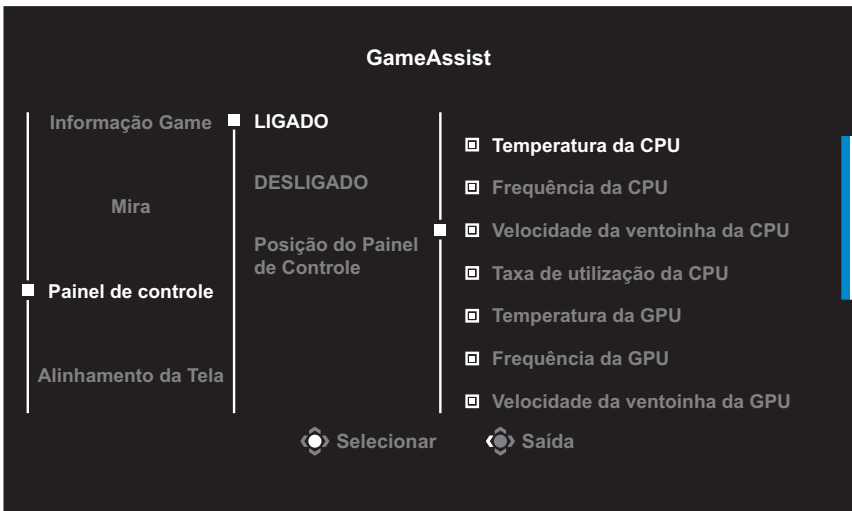 GameAssist
Informação Game
Mira
Painel de controle
Alinhamento da Tela
LIGADO
DESLIGADO
Posição do Painel
de Controle
Temperatura da CPU
Frequência da CPU
Velocidade da ventoinha da CPU
Taxa de utilização da CPU
Temperatura da GPU
Frequência da GPU
Velocidade da ventoinha da GPU
Selecionar
Saída